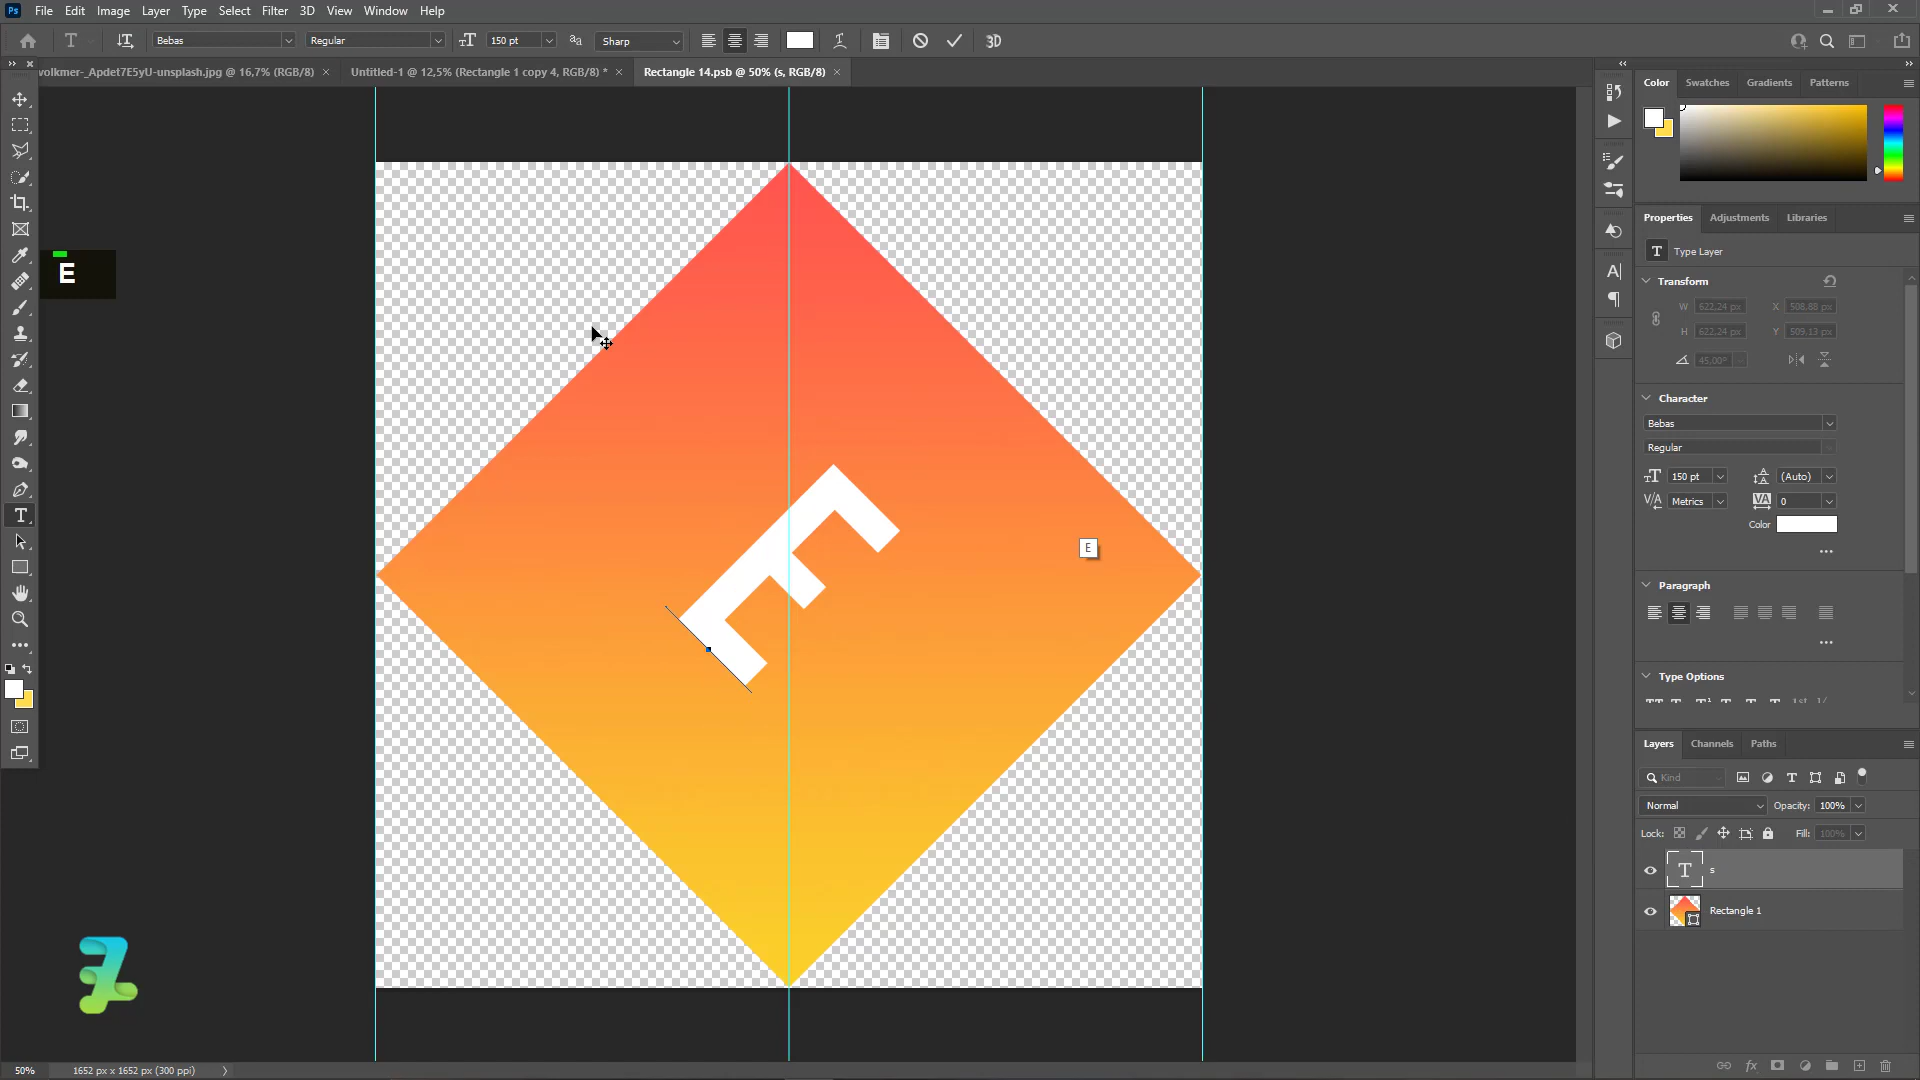 Ps File Edit Image Layer Type Select Filter 3D View Window Help
T Bebas Regular 150 pt aa Sharp 3D
volkmer-_Apdet7E5yU-unsplash.jpg @ 16,7% (RGB/8) × Untitled-1 @ 12,5% (Rectangle 1 copy 4, RGB/8) * × Rectangle 14.psb @ 50% (s, RGB/8) ×
Color Swatches Gradients Patterns
Properties Adjustments Libraries
T Type Layer
Transform
W 622,24 px X 508,88 px
H 622,24 px Y 509,13 px
45,00°
Character
Bebas
Regular
150 pt (Auto)
Metrics 0
Color
Paragraph
Type Options
Layers Channels Paths
Kind
Normal Opacity: 100%
Lock: Fill: 100%
T s
Rectangle 1
E
E
E
50% 1652 px x 1652 px (300 ppi)